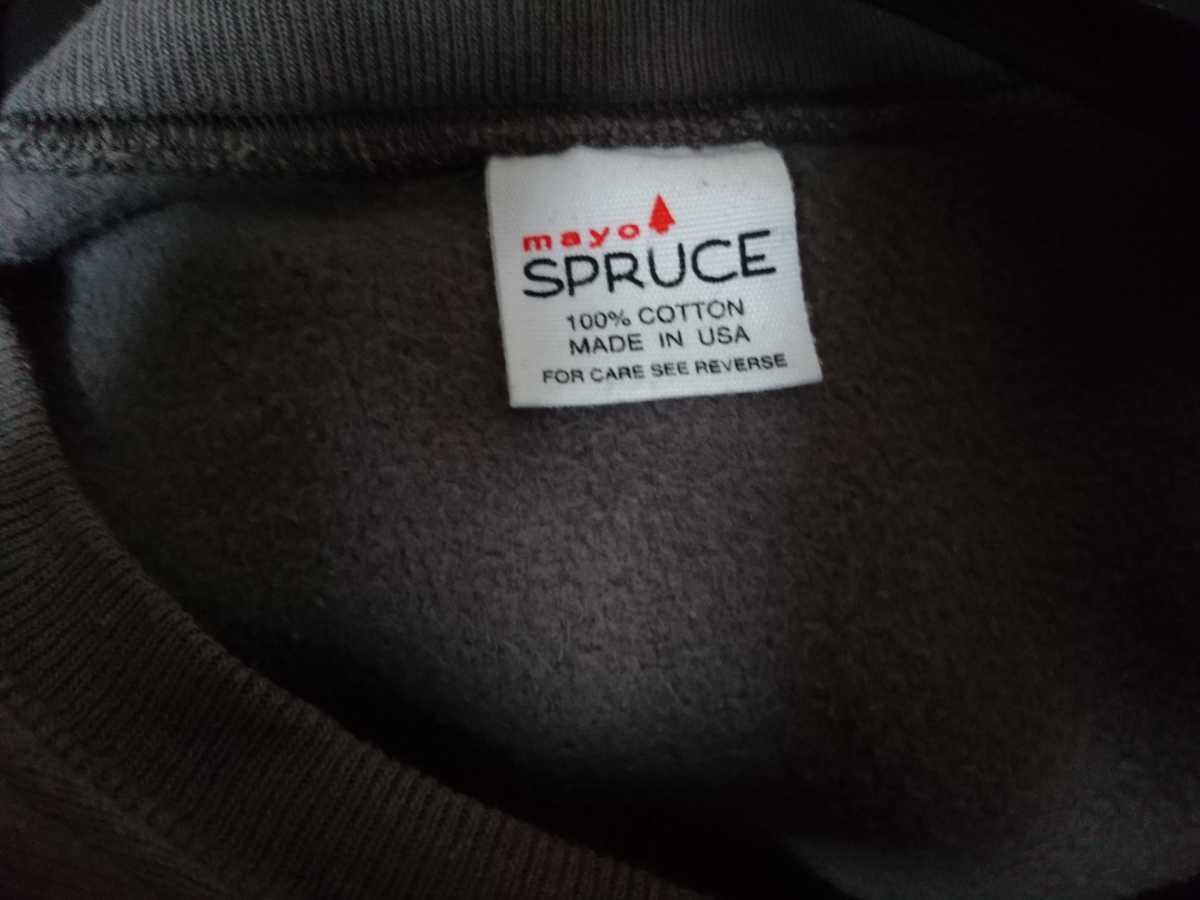 mayo
SPRUCE
100% COTTON
MADE IN USA
FOR CARE SEE REVERSE